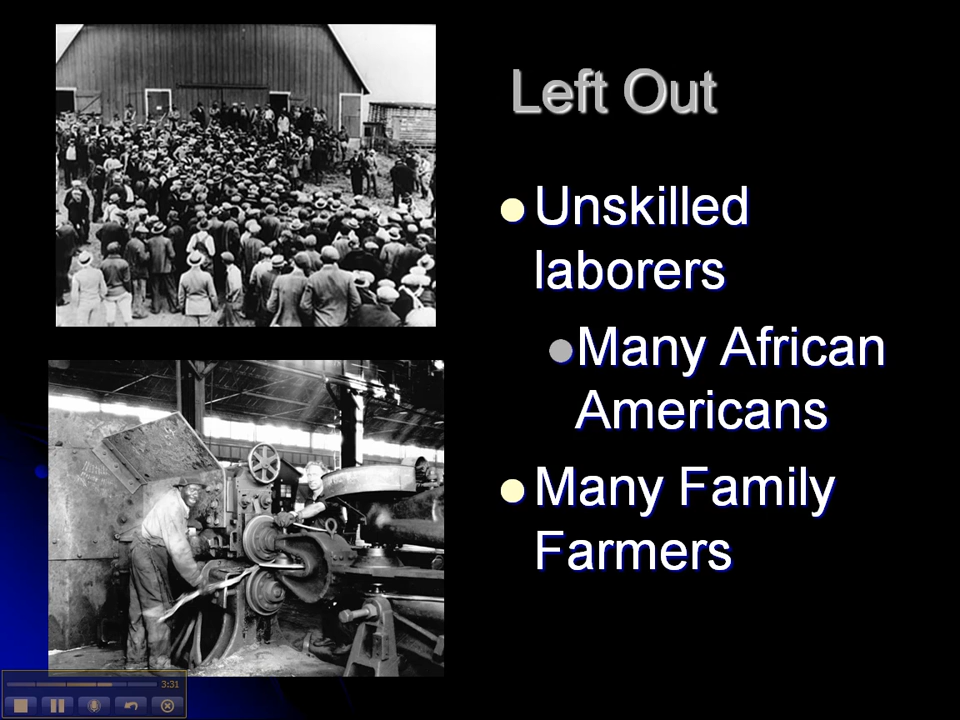 Left Out
Unskilled
laborers
Many African
Americans
Many Family
Farmers
3:31